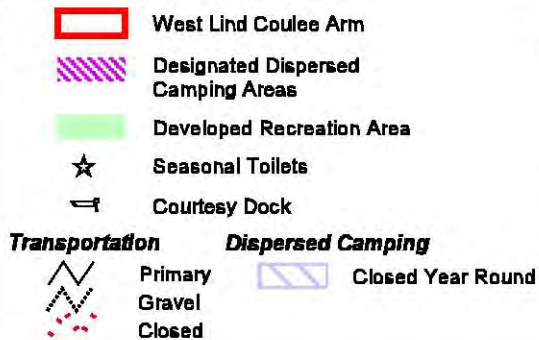 West Lind Coulee Arm
Designated Dispersed
Camping Areas
Developed Recreation Area
Seasonal Toilets
Courtesy Dock
Transportation
Dispersed Camping
Primary
Closed Year Round
Gravel
Closed